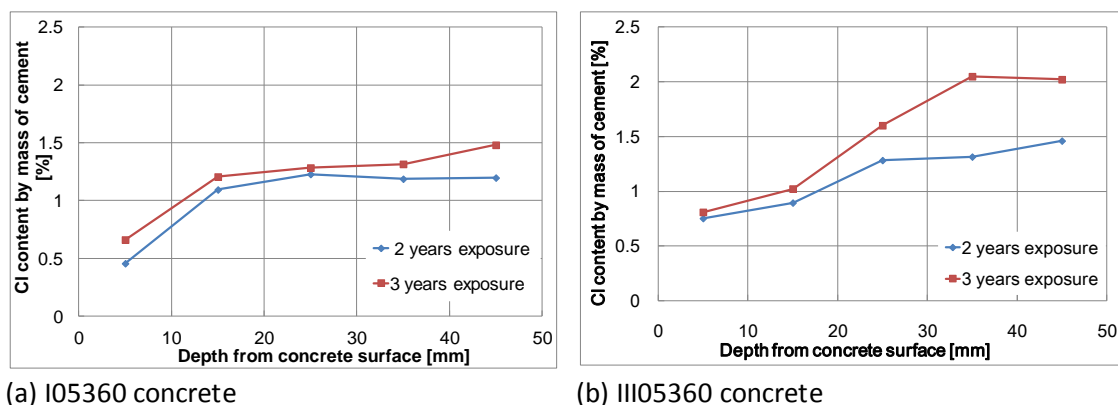 Cl content by mass of cement
[%]
2.5
2
1.5
1
0.5
0
0 10 20 30 40 50
Depth from concrete surface [mm]
2 years exposure
3 years exposure
(a) I05360 concrete
Cl content by mass of cement [%]
2.5
2
1.5
1
0.5
0
0 10 20 30 40 50
Depth from concrete surface [mm]
2 years exposure
3 years exposure
(b) III05360 concrete